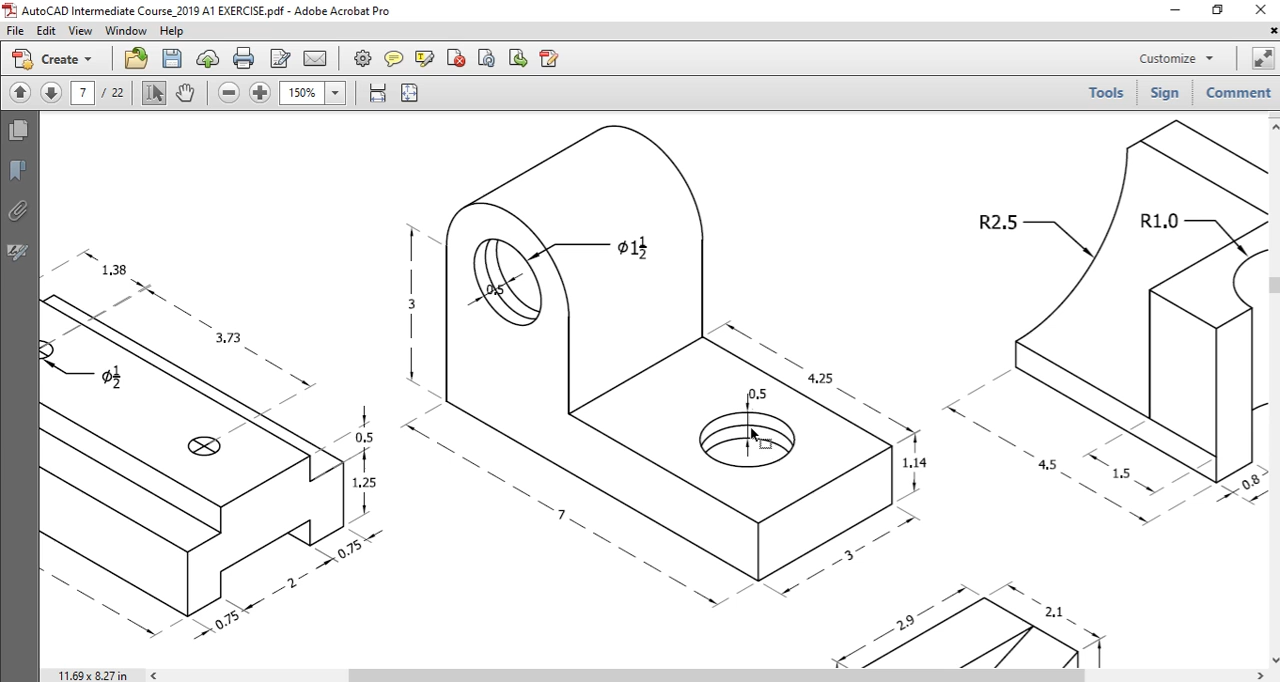 AutoCAD Intermediate Course_2019 A1 EXERCISE.pdf - Adobe Acrobat Pro
File Edit View Window Help
Create
Customize
7 / 22
150%
Tools Sign Comment
1.38
3.73
ϕ1/2
0.5
1.25
0.75
2
0.75
3
ϕ1 1/2
0.5
4.25
0.5
1.14
7
3
R2.5
R1.0
4.5
1.5
0.8
2.9
2.1
11.69 x 8.27 in